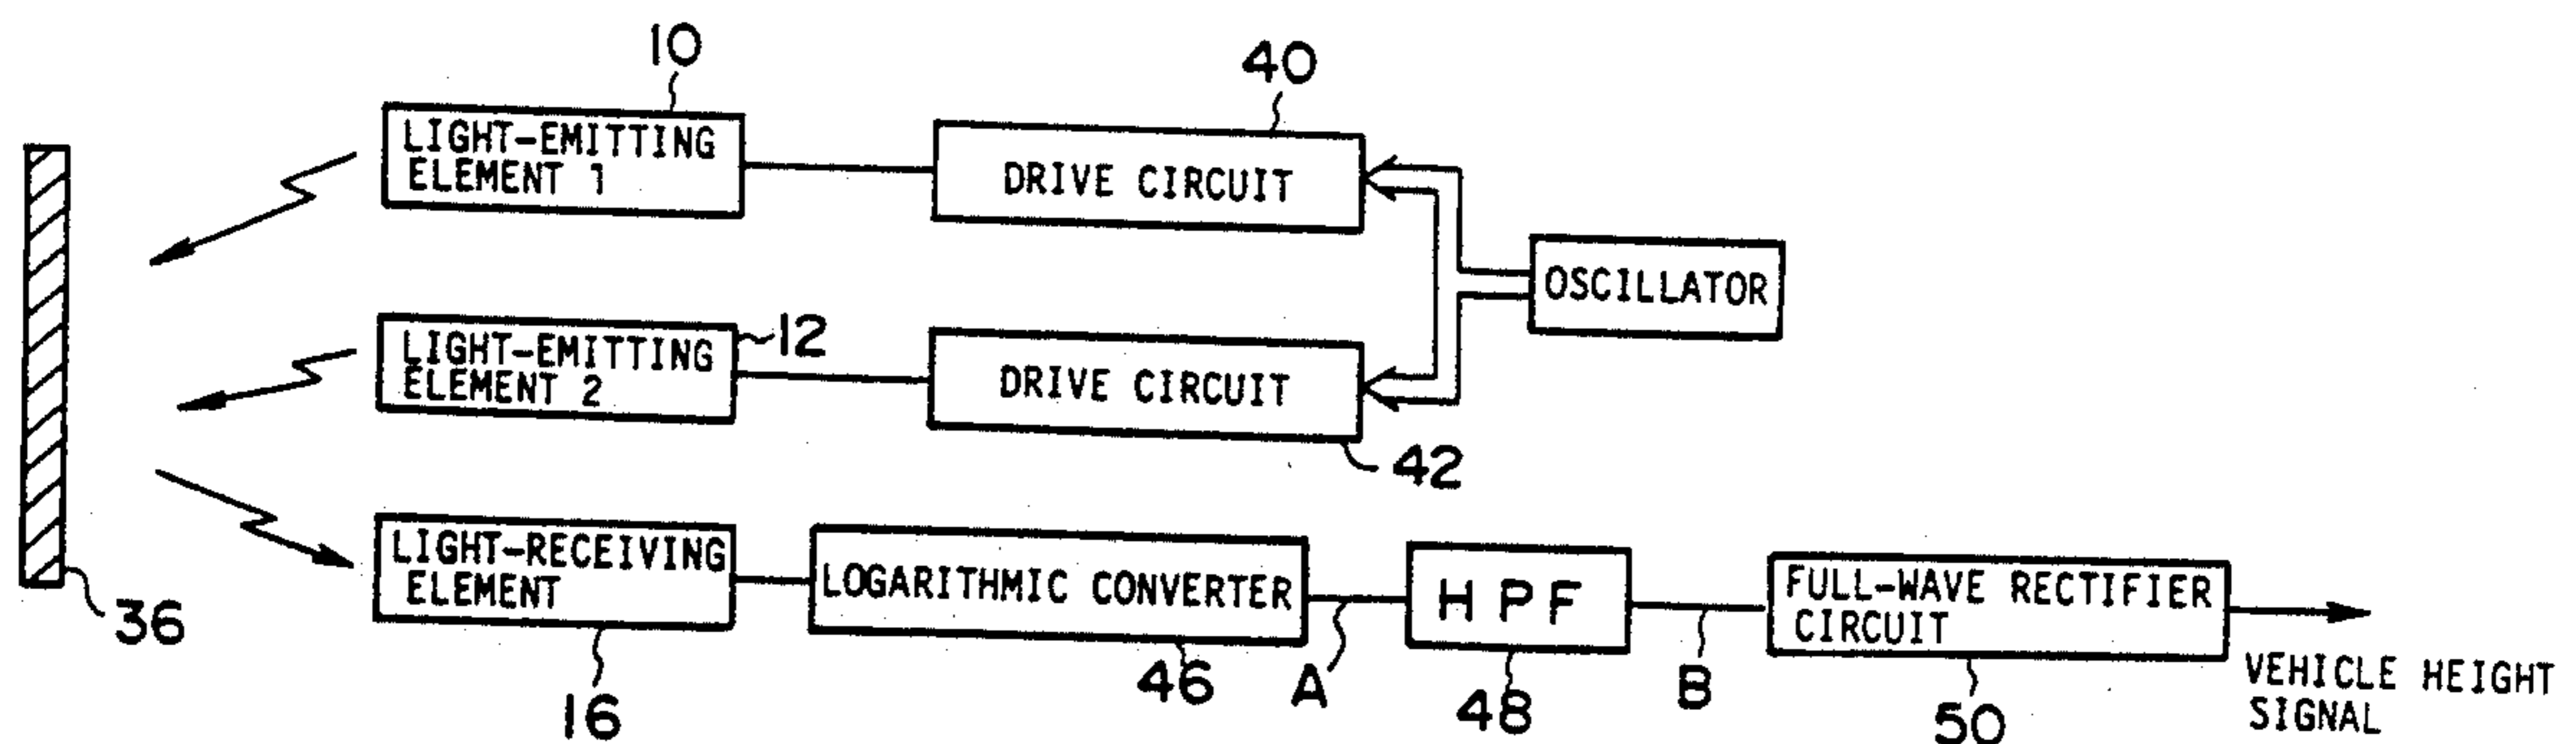 10
40
LIGHT-EMITTING
ELEMENT 1
DRIVE CIRCUIT
OSCILLATOR
12
LIGHT-EMITTING
ELEMENT 2
DRIVE CIRCUIT
42
LIGHT-RECEIVING
ELEMENT
LOGARITHMIC CONVERTER
HPF
FULL-WAVE RECTIFIER
CIRCUIT
36
16
46
A
48
B
50
VEHICLE HEIGHT
SIGNAL